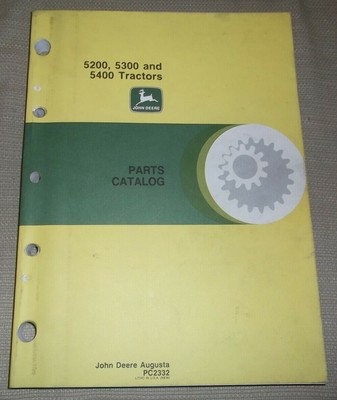 5200, 5300 and
5400 Tractors
JOHN DEERE
PARTS
CATALOG
John Deere Augusta
PC2332